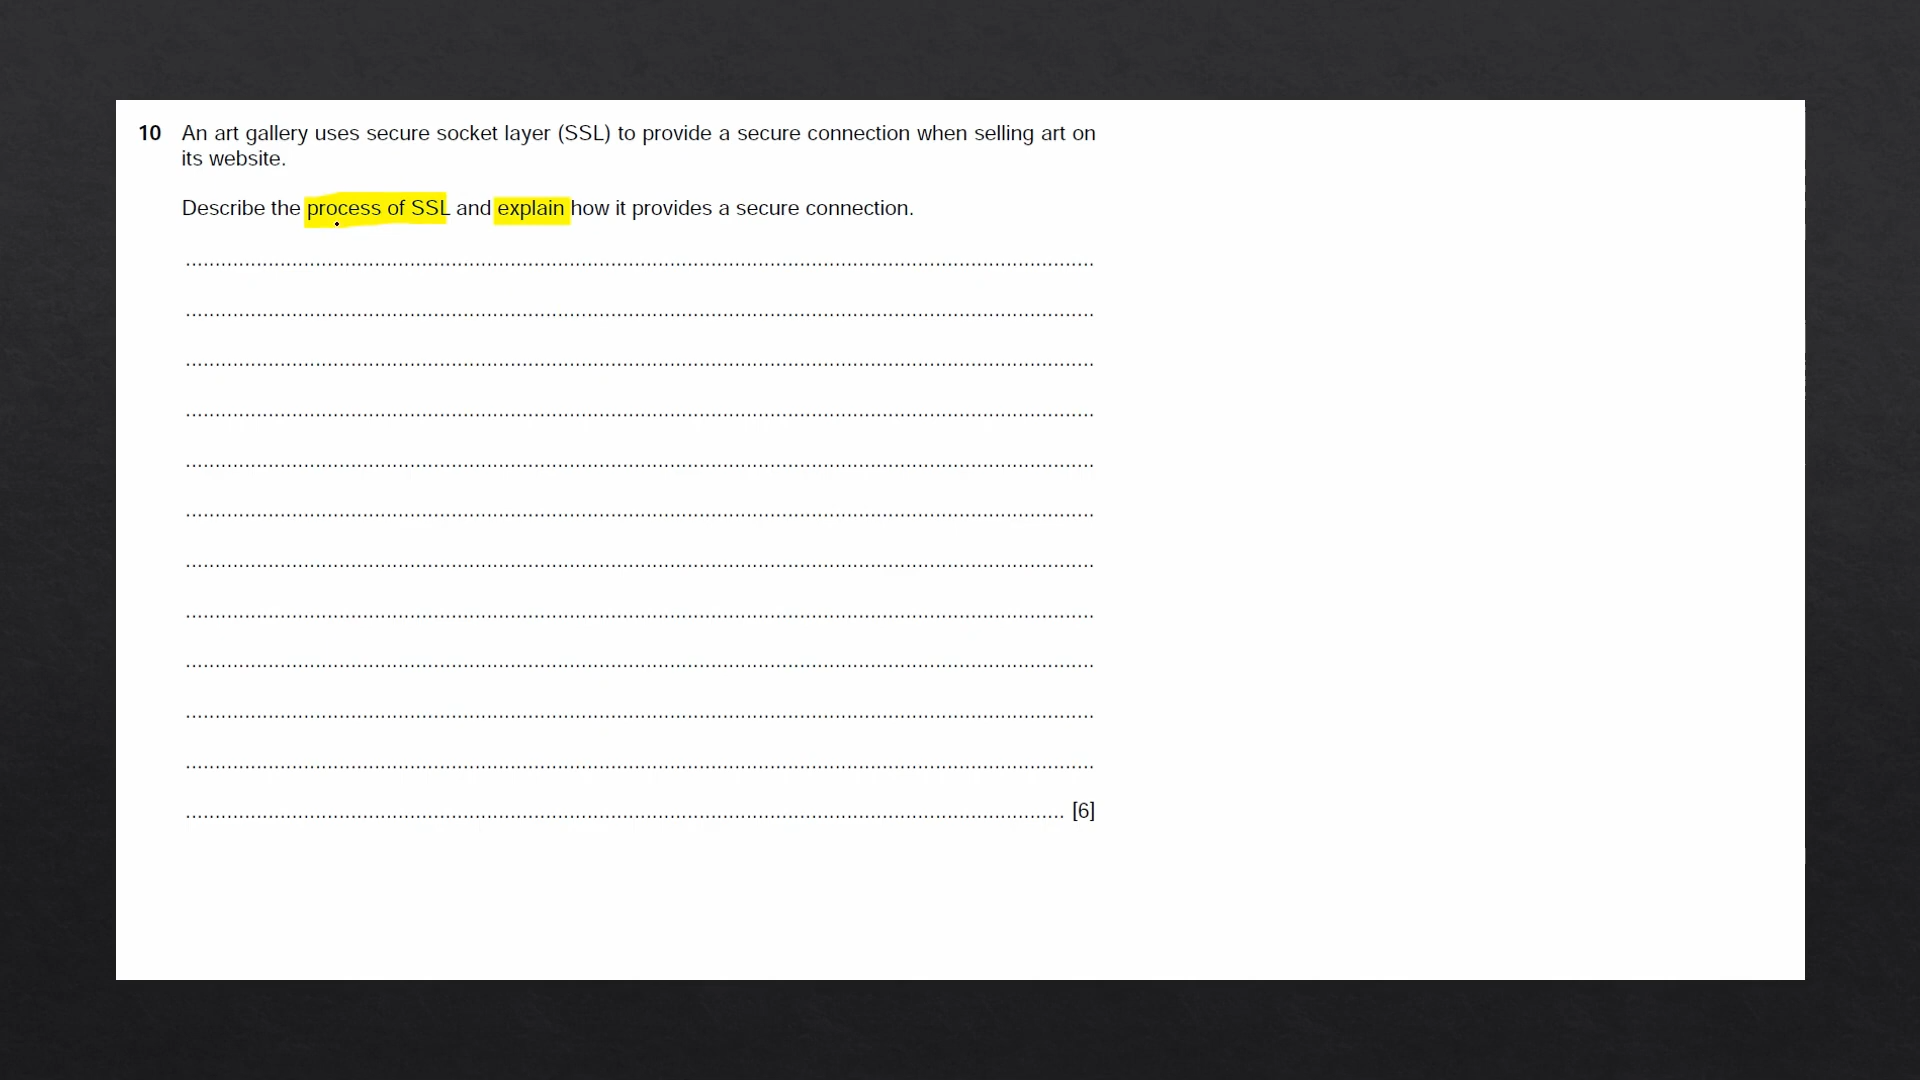 10 An art gallery uses secure socket layer (SSL) to provide a secure connection when selling art on
its website.
Describe the process of SSL and explain how it provides a secure connection.
[6]